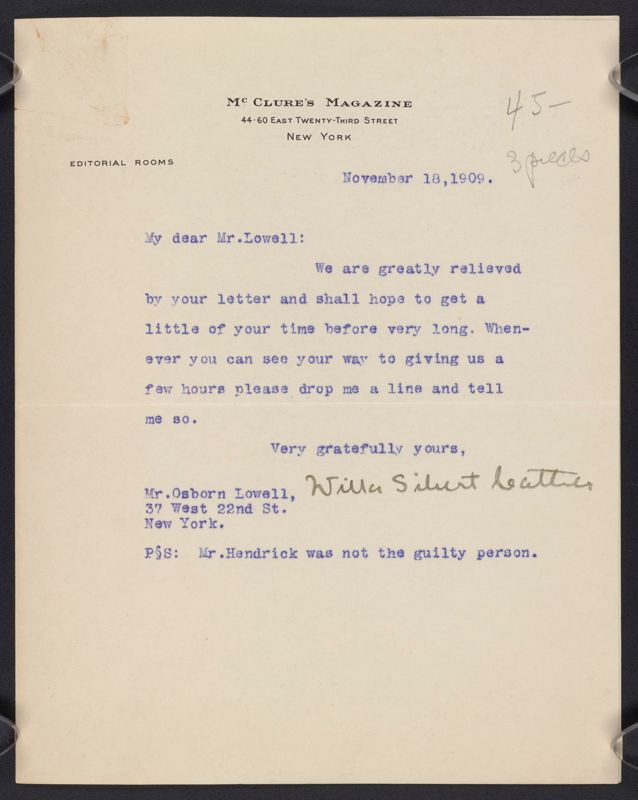 Mc Clure's Magazine
44-60 East Twenty-Third Street
New York
Editorial Rooms
45-
3 pieces
November 18,1909.
My dear Mr.Lowell:
We are greatly relieved
by your letter and shall hope to get a
little of your time before very long. When-
ever you can see your way to giving us a
few hours please drop me a line and tell
me so.
Very gratefully yours,
Willa Sibert Cather
Mr.Osborn Lowell,
37 West 22nd St.
New York.
P§S: Mr.Hendrick was not the guilty person.